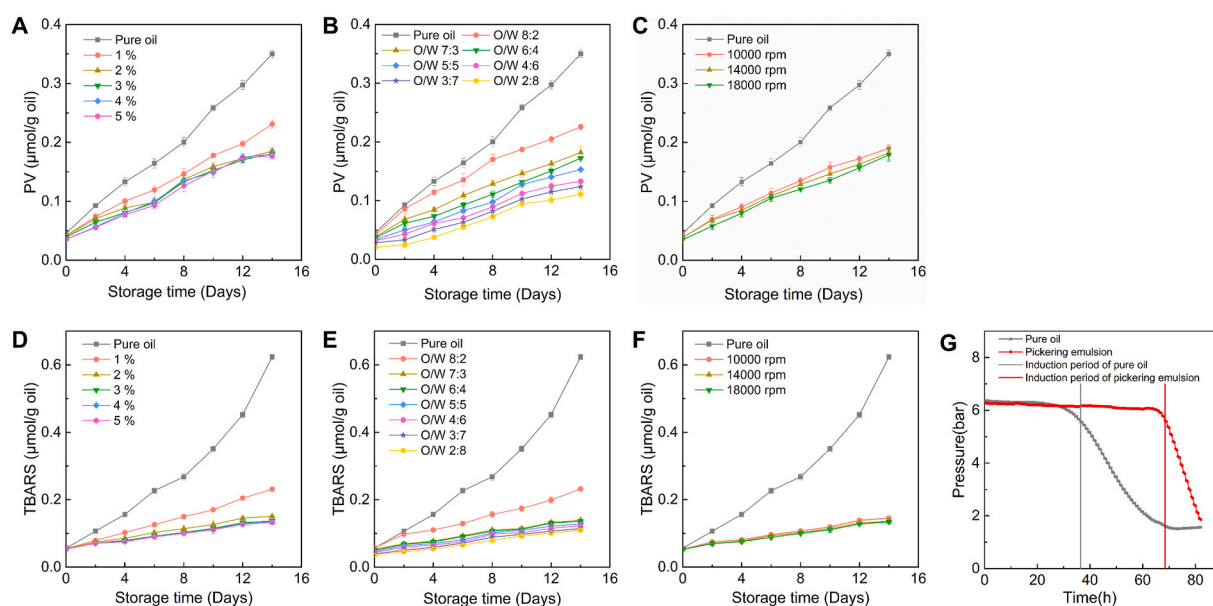 A
PV (μmol/g oil)
0.4
0.3
0.2
0.1
0.0
0 4 8 12 16
Storage time (Days)
Pure oil
1 %
2 %
3 %
4 %
5 %
B
PV (μmol/g oil)
0.4
0.3
0.2
0.1
0.0
0 4 8 12 16
Storage time (Days)
Pure oil O/W 8:2
O/W 7:3 O/W 6:4
O/W 5:5 O/W 4:6
O/W 3:7 O/W 2:8
C
PV (μmol/g oil)
0.4
0.3
0.2
0.1
0.0
0 4 8 12 16
Storage time (Days)
Pure oil
10000 rpm
14000 rpm
18000 rpm
D
TBARS (μmol/g oil)
0.6
0.4
0.2
0.0
0 4 8 12 16
Storage time (Days)
Pure oil
1 %
2 %
3 %
4 %
5 %
E
TBARS (μmol/g oil)
0.6
0.4
0.2
0.0
0 4 8 12 16
Storage time (Days)
Pure oil
O/W 8:2
O/W 7:3
O/W 6:4
O/W 5:5
O/W 4:6
O/W 3:7
O/W 2:8
F
TBARS (μmol/g oil)
0.6
0.4
0.2
0.0
0 4 8 12 16
Storage time (Days)
Pure oil
10000 rpm
14000 rpm
18000 rpm
G
Pressure(bar)
8
6
4
2
0
0 20 40 60 80
Time(h)
Pure oil
Pickering emulsion
Induction period of pure oil
Induction period of pickering emulsion